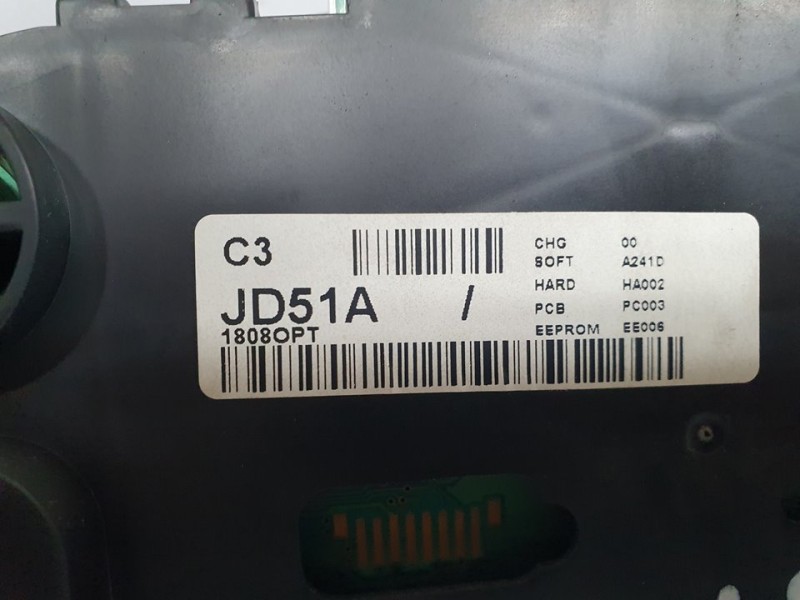 C3
JD51A /
1808OPT
CHG 00
SOFT A241D
HARD HA002
PCB PC003
EEPROM EE006